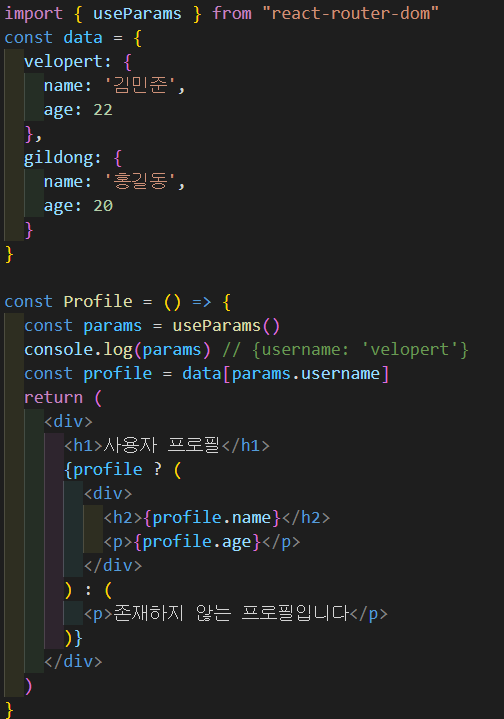 import { useParams } from "react-router-dom"
const data = {
  velopert: {
    name: '김민준',
    age: 22
  },
  gildong: {
    name: '홍길동',
    age: 20
  }
}

const Profile = () => {
  const params = useParams()
  console.log(params) // {username: 'velopert'}
  const profile = data[params.username]
  return (
    <div>
      <h1>사용자 프로필</h1>
      {profile ? (
        <div>
          <h2>{profile.name}</h2>
          <p>{profile.age}</p>
        </div>
      ) : (
        <p>존재하지 않는 프로필입니다</p>
      )}
    </div>
  )
}